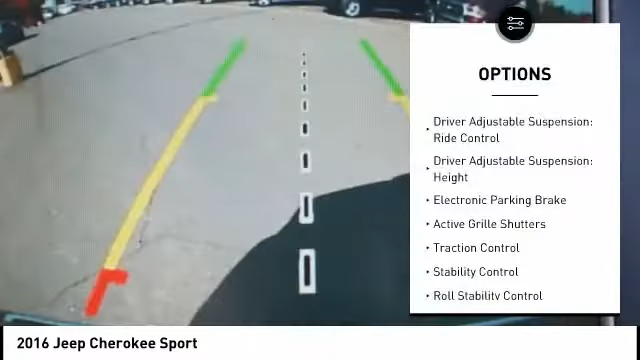 OPTIONS
• Driver Adjustable Suspension:
Ride Control
• Driver Adjustable Suspension:
Height
• Electronic Parking Brake
• Active Grille Shutters
• Traction Control
• Stability Control
• Roll Stability Control
2016 Jeep Cherokee Sport